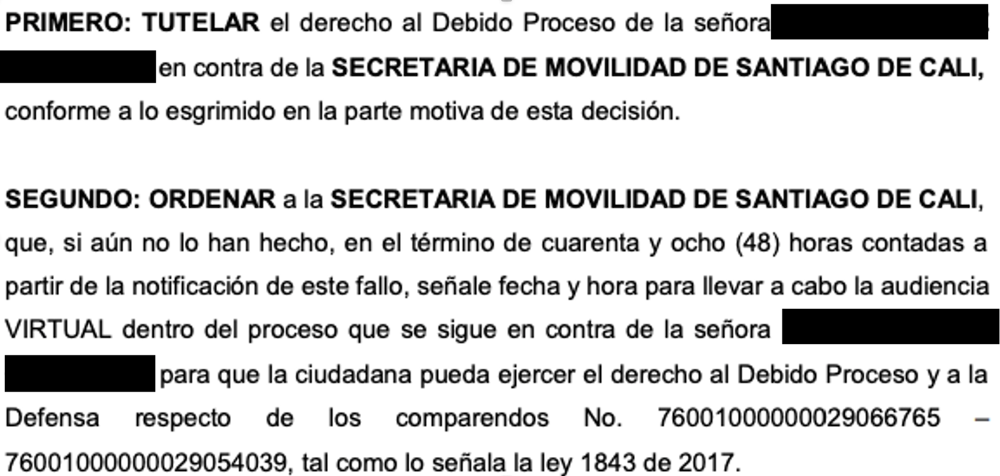 PRIMERO: TUTELAR el derecho al Debido Proceso de la señora
en contra de la SECRETARIA DE MOVILIDAD DE SANTIAGO DE CALI,
conforme a lo esgrimido en la parte motiva de esta decisión.
SEGUNDO: ORDENAR a la SECRETARIA DE MOVILIDAD DE SANTIAGO DE CALI,
que, si aún no lo han hecho, en el término de cuarenta y ocho (48) horas contadas a
partir de la notificación de este fallo, señale fecha y hora para llevar a cabo la audiencia
VIRTUAL dentro del proceso que se sigue en contra de la señora
para que la ciudadana pueda ejercer el derecho al Debido Proceso y a la
Defensa respecto de los comparendos No. 76001000000029066765 –
76001000000029054039, tal como lo señala la ley 1843 de 2017.